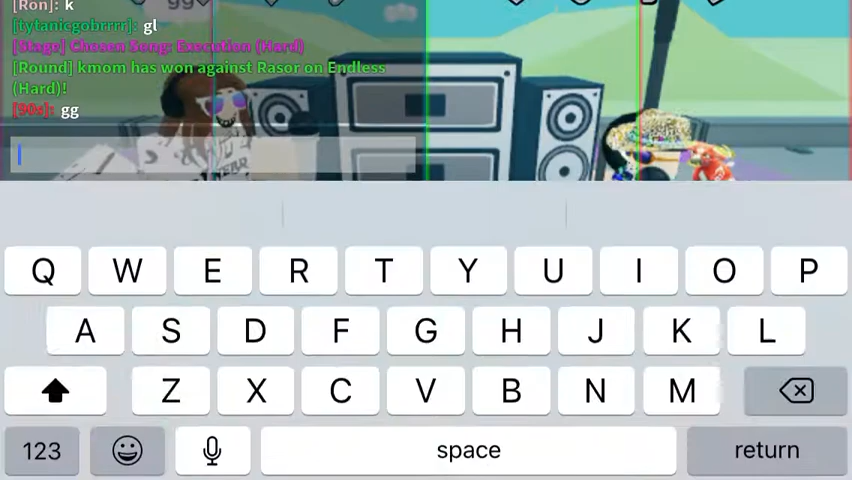 [Ron]: k
gg
[tytanicgobrrrr]: gl
[Stage] Chosen Song: Execution (Hard)
[Round] kmom has won against Rasor on Endless
(Hard)!
[90s]: gg
Q W E R T Y U I O P
A S D F G H J K L
Z X C V B N M
123 space return